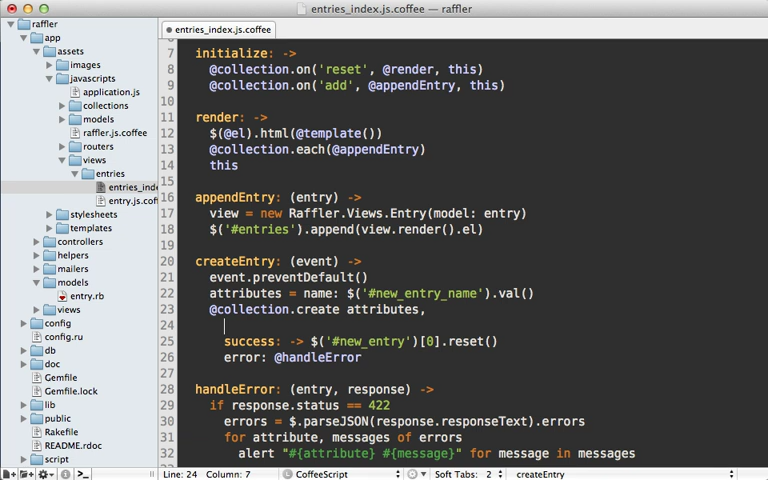 entries_index.js.coffee — raffler
raffler
app
assets
images
javascripts
application.js
collections
models
raffler.js.coffee
routers
views
entries
entries_inde
entry.js.cof
stylesheets
templates
controllers
helpers
mailers
models
entry.rb
views
config
config.ru
db
doc
Gemfile
Gemfile.lock
lib
public
Rakefile
README.rdoc
script
entries_index.js.coffee
7 initialize: ->
8 @collection.on('reset', @render, this)
9 @collection.on('add', @appendEntry, this)
10
11 render: ->
12 $(@el).html(@template())
13 @collection.each(@appendEntry)
14 this
15
16 appendEntry: (entry) ->
17 view = new Raffler.Views.Entry(model: entry)
18 $('#entries').append(view.render().el)
19
20 createEntry: (event) ->
21 event.preventDefault()
22 attributes = name: $('#new_entry_name').val()
23 @collection.create attributes,
24
25 success: -> $('#new_entry')[0].reset()
26 error: @handleError
27
28 handleError: (entry, response) ->
29 if response.status == 422
30 errors = $.parseJSON(response.responseText).errors
31 for attribute, messages of errors
32 alert "#{attribute} #{message}" for message in messages
Line: 24 Column: 7 CoffeeScript Soft Tabs: 2 createEntry